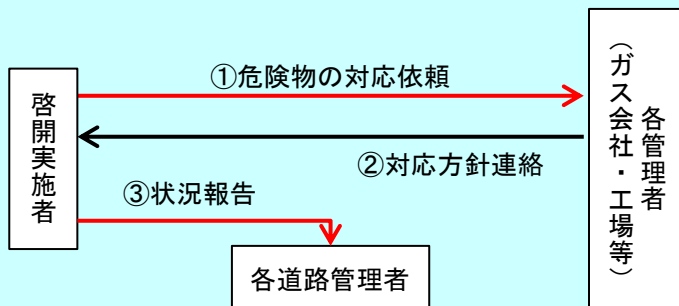 ①危険物の対応依頼
啓開実施者
②対応方針連絡
③状況報告
各道路管理者
各管理者
（ガス会社・工場等）